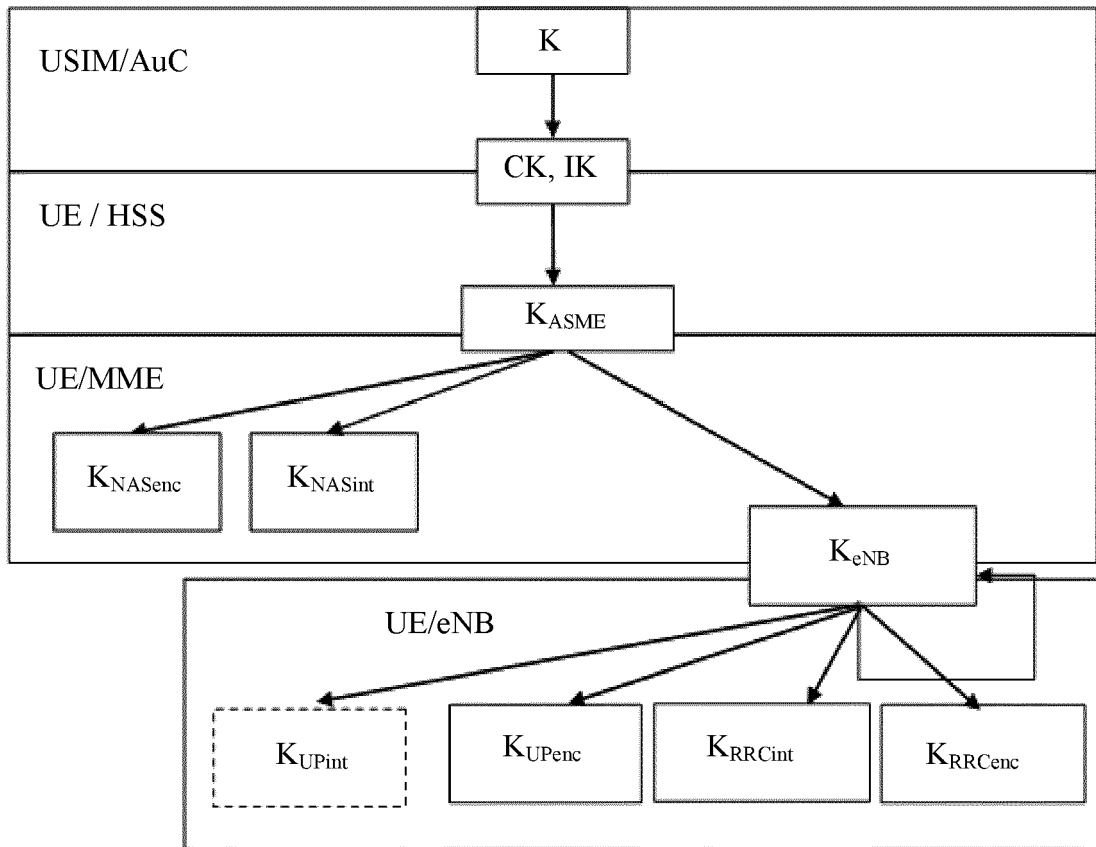 K
USIM/AuC
CK, IK
UE / HSS
KASME
UE/MME
KNASenc
KNASint
KeNB
UE/eNB
KUPint
KUPenc
KRRCint
KRRCenc